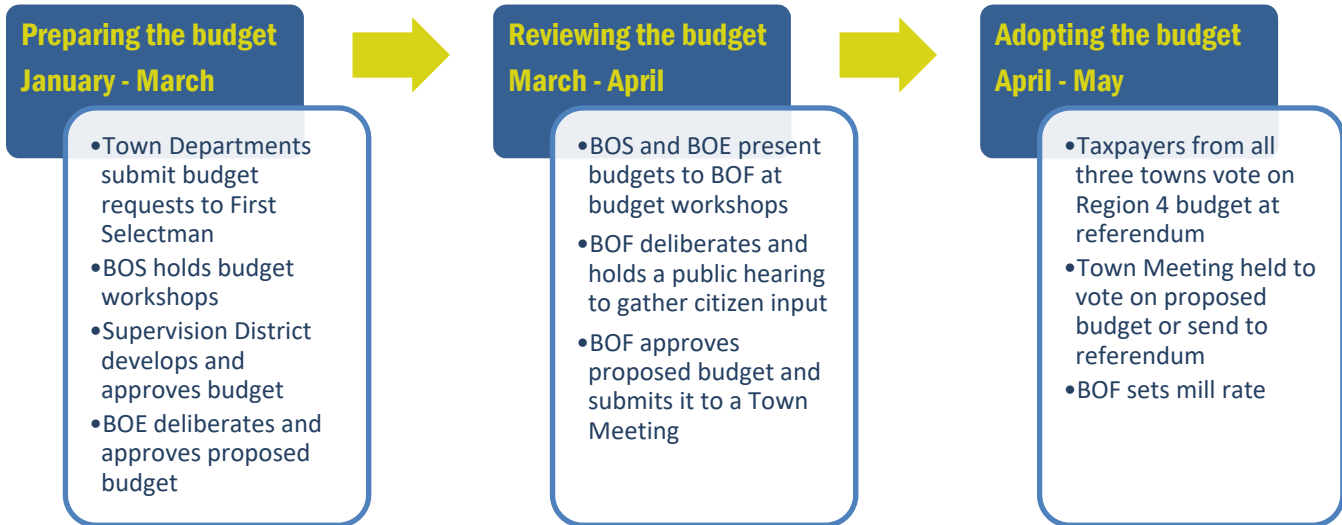 Preparing the budget
January - March
•Town Departments
submit budget
requests to First
Selectman
•BOS holds budget
workshops
•Supervision District
develops and
approves budget
•BOE deliberates and
approves proposed
budget
Reviewing the budget
March - April
•BOS and BOE present
budgets to BOF at
budget workshops
•BOF deliberates and
holds a public hearing
to gather citizen input
•BOF approves
proposed budget and
submits it to a Town
Meeting
Adopting the budget
April - May
•Taxpayers from all
three towns vote on
Region 4 budget at
referendum
•Town Meeting held to
vote on proposed
budget or send to
referendum
•BOF sets mill rate